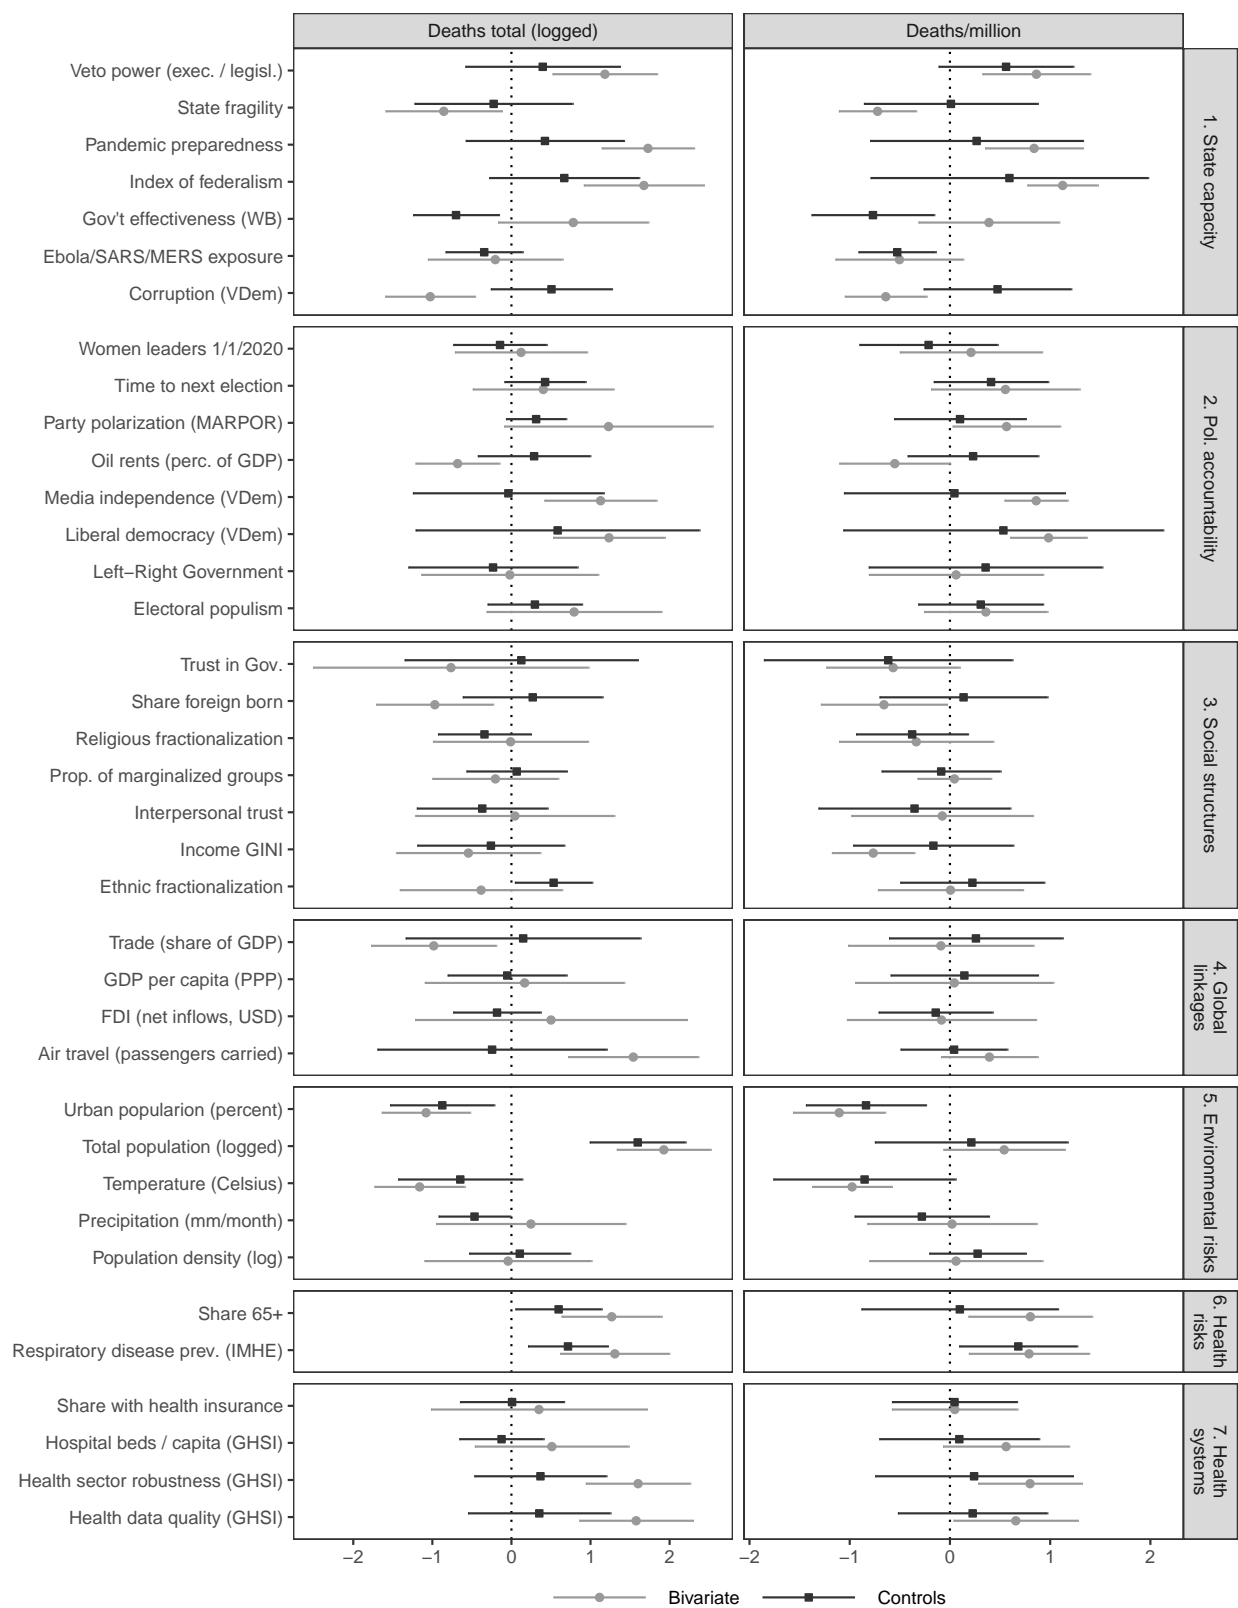 Deaths total (logged)
Deaths/million
Veto power (exec. / legisl.)
State fragility
Pandemic preparedness
Index of federalism
Gov't effectiveness (WB)
Ebola/SARS/MERS exposure
Corruption (VDem)
1. State capacity
Women leaders 1/1/2020
Time to next election
Party polarization (MARPOR)
Oil rents (perc. of GDP)
Media independence (VDem)
Liberal democracy (VDem)
Left−Right Government
Electoral populism
2. Pol. accountability
Trust in Gov.
Share foreign born
Religious fractionalization
Prop. of marginalized groups
Interpersonal trust
Income GINI
Ethnic fractionalization
3. Social structures
Trade (share of GDP)
GDP per capita (PPP)
FDI (net inflows, USD)
Air travel (passengers carried)
4. Global
linkages
Urban popularion (percent)
Total population (logged)
Temperature (Celsius)
Precipitation (mm/month)
Population density (log)
5. Environmental risks
Share 65+
Respiratory disease prev. (IMHE)
6. Health
risks
Share with health insurance
Hospital beds / capita (GHSI)
Health sector robustness (GHSI)
Health data quality (GHSI)
7. Health
systems
−2 −1 0 1 2
−2 −1 0 1 2
Bivariate Controls